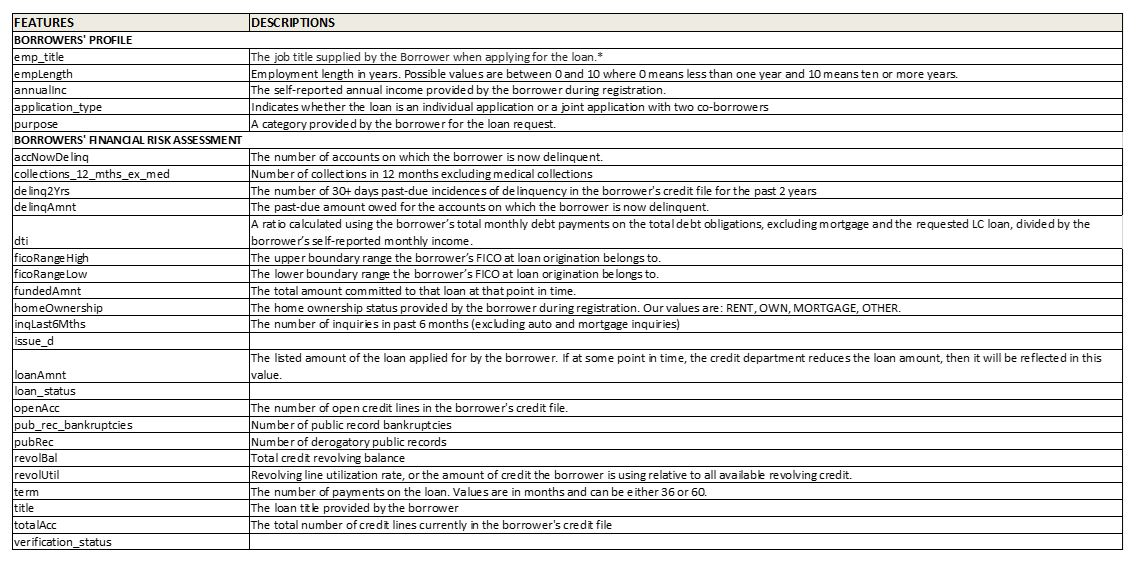 FEATURES DESCRIPTIONS
BORROWERS' PROFILE
emp_title The job title supplied by the Borrower when applying for the loan.*
empLength Employment length in years. Possible values are between 0 and 10 where 0 means less than one year and 10 means ten or more years.
annualInc The self-reported annual income provided by the borrower during registration.
application_type Indicates whether the loan is an individual application or a joint application with two co-borrowers
purpose A category provided by the borrower for the loan request.
BORROWERS' FINANCIAL RISK ASSESSMENT
accNowDelinq The number of accounts on which the borrower is now delinquent.
collections_12_mths_ex_med Number of collections in 12 months excluding medical collections
delinq2Yrs The number of 30+ days past-due incidences of delinquency in the borrower's credit file for the past 2 years
delinqAmnt The past-due amount owed for the accounts on which the borrower is now delinquent.
A ratio calculated using the borrower's total monthly debt payments on the total debt obligations, excluding mortgage and the requested LC loan, divided by the
dti borrower's self-reported monthly income.
ficoRangeHigh The upper boundary range the borrower's FICO at loan origination belongs to.
ficoRangeLow The lower boundary range the borrower's FICO at loan origination belongs to.
fundedAmnt The total amount committed to that loan at that point in time.
homeOwnership The home ownership status provided by the borrower during registration. Our values are: RENT, OWN, MORTGAGE, OTHER.
inqLast6Mths The number of inquiries in past 6 months (excluding auto and mortgage inquiries)
issue_d
The listed amount of the loan applied for by the borrower. If at some point in time, the credit department reduces the loan amount, then it will be reflected in this
loanAmnt value.
loan_status
openAcc The number of open credit lines in the borrower's credit file.
pub_rec_bankruptcies Number of public record bankruptcies
pubRec Number of derogatory public records
revolBal Total credit revolving balance
revolUtil Revolving line utilization rate, or the amount of credit the borrower is using relative to all available revolving credit.
term The number of payments on the loan. Values are in months and can be either 36 or 60.
title The loan title provided by the borrower
totalAcc The total number of credit lines currently in the borrower's credit file
verification_status